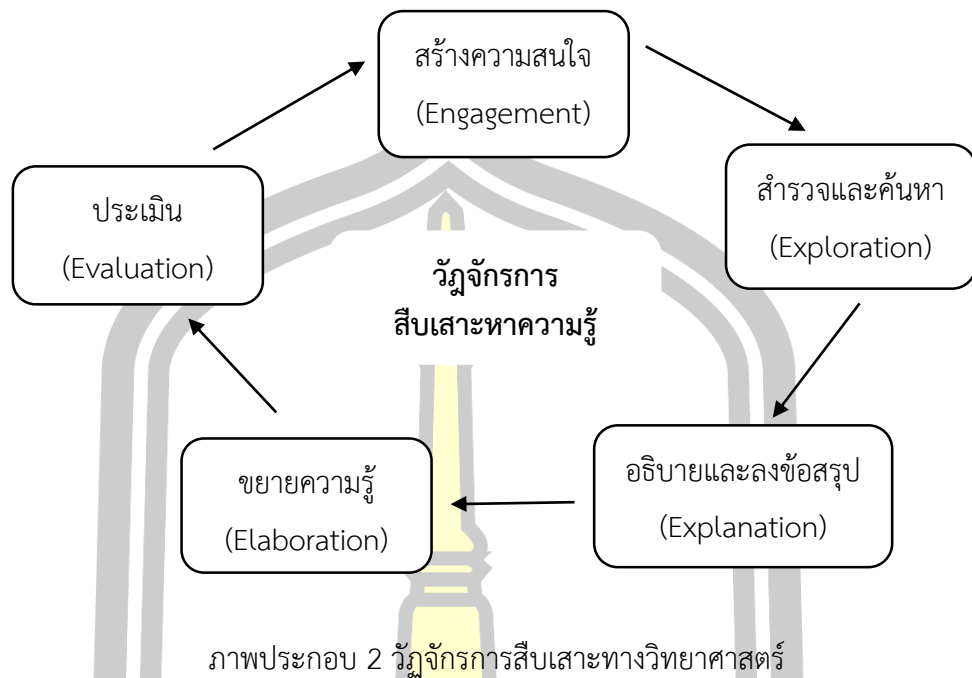 สร้างความสนใจ
(Engagement)
สำรวจและค้นหา
(Exploration)
อธิบายและลงข้อสรุป
(Explanation)
ขยายความรู้
(Elaboration)
ประเมิน
(Evaluation)
วัฎจักรการ
สืบเสาะหาความรู้
ภาพประกอบ 2 วัฏจักรการสืบเสาะทางวิทยาศาสตร์